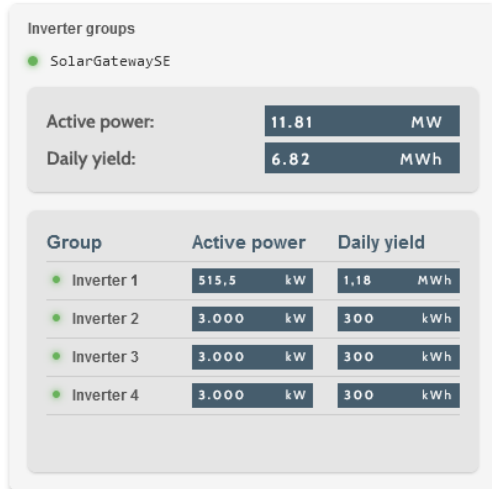 Inverter groups
SolarGatewaySE
Active power: 11.81 MW
Daily yield: 6.82 MWh
Group Active power Daily yield
Inverter 1 515,5 kW 1,18 MWh
Inverter 2 3.000 kW 300 kWh
Inverter 3 3.000 kW 300 kWh
Inverter 4 3.000 kW 300 kWh